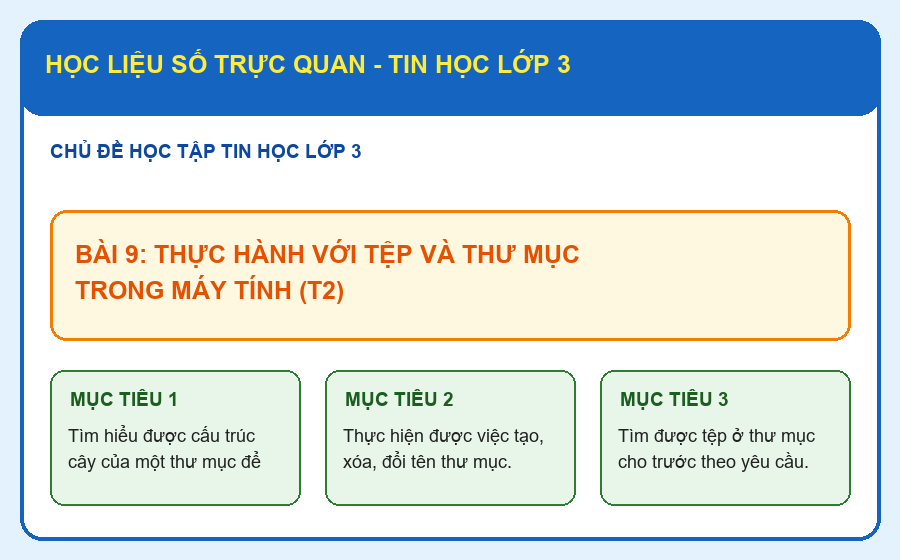 HỌC LIỆU SỐ TRỰC QUAN - TIN HỌC LỚP 3
CHỦ ĐỀ HỌC TẬP TIN HỌC LỚP 3
BÀI 9: THỰC HÀNH VỚI TỆP VÀ THƯ MỤC
TRONG MÁY TÍNH (T2)
MỤC TIÊU 1
Tìm hiểu được cấu trúc
cây của một thư mục để
MỤC TIÊU 2
Thực hiện được việc tạo,
xóa, đổi tên thư mục.
MỤC TIÊU 3
Tìm được tệp ở thư mục
cho trước theo yêu cầu.